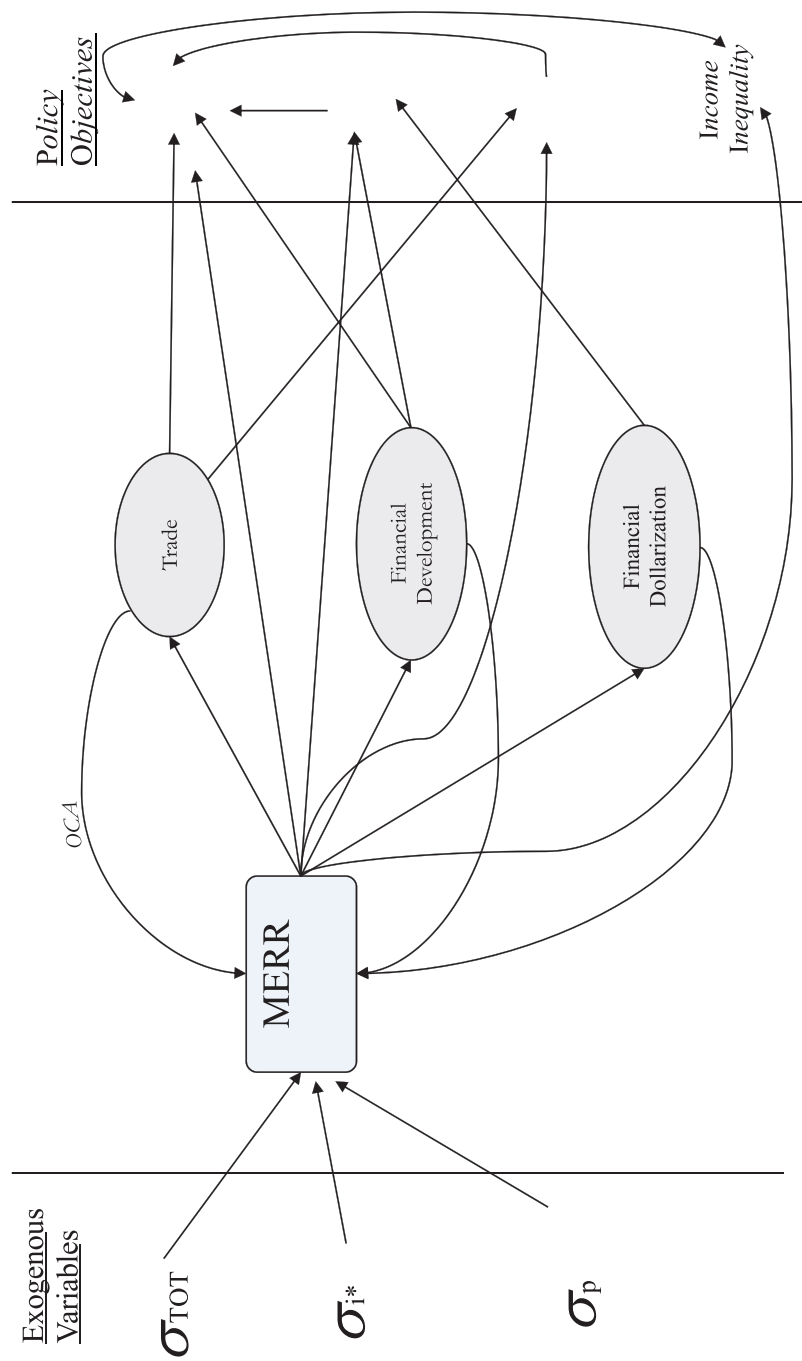 Exogenous
Variables
σTOT
σi*
σp
MERR
OCA
Trade
Financial
Development
Financial
Dollarization
Policy
Objectives
Income
Inequality